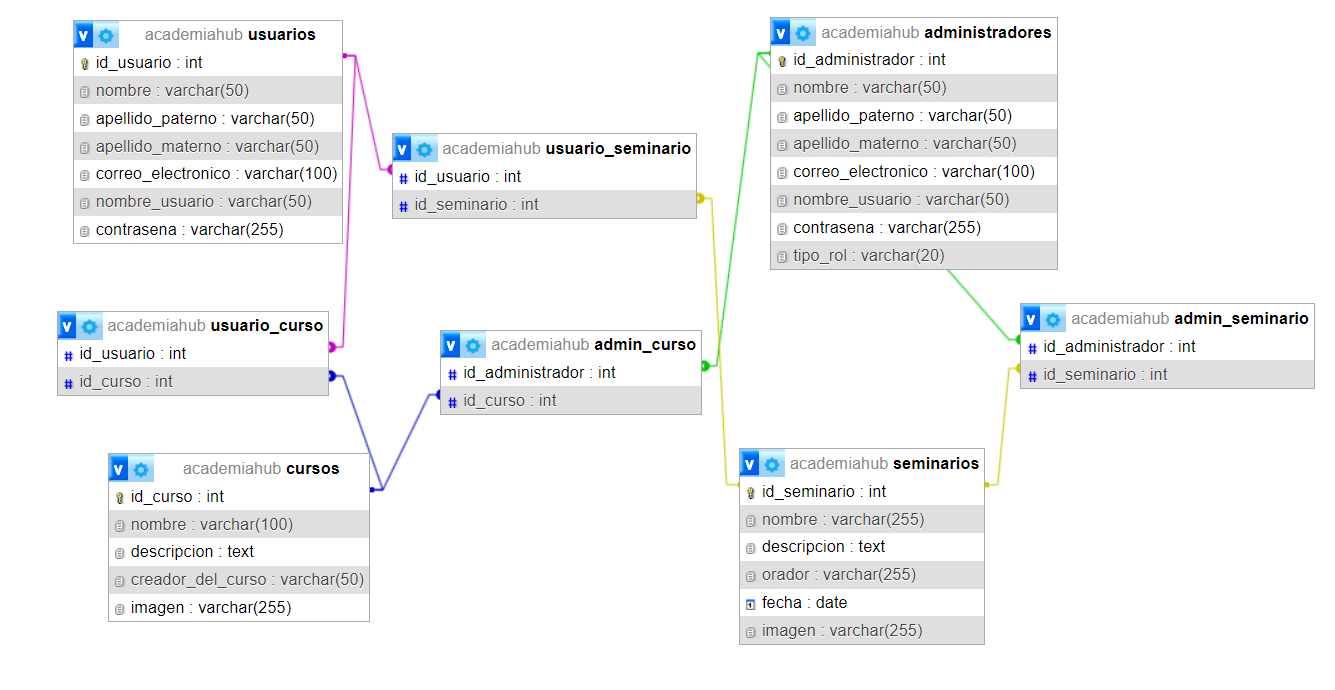 academiahub usuarios
id_usuario : int
nombre : varchar(50)
apellido_paterno : varchar(50)
apellido_materno : varchar(50)
correo_electronico : varchar(100)
nombre_usuario : varchar(50)
contrasena : varchar(255)
academiahub usuario_seminario
# id_usuario : int
# id_seminario : int
academiahub administradores
id_administrador : int
nombre : varchar(50)
apellido_paterno : varchar(50)
apellido_materno : varchar(50)
correo_electronico : varchar(100)
nombre_usuario : varchar(50)
contrasena : varchar(255)
tipo_rol : varchar(20)
academiahub usuario_curso
# id_usuario : int
# id_curso : int
academiahub admin_curso
# id_administrador : int
# id_curso : int
academiahub admin_seminario
# id_administrador : int
# id_seminario : int
academiahub cursos
id_curso : int
nombre : varchar(100)
descripcion : text
creador_del_curso : varchar(50)
imagen : varchar(255)
academiahub seminarios
id_seminario : int
nombre : varchar(255)
descripcion : text
orador : varchar(255)
fecha : date
imagen : varchar(255)